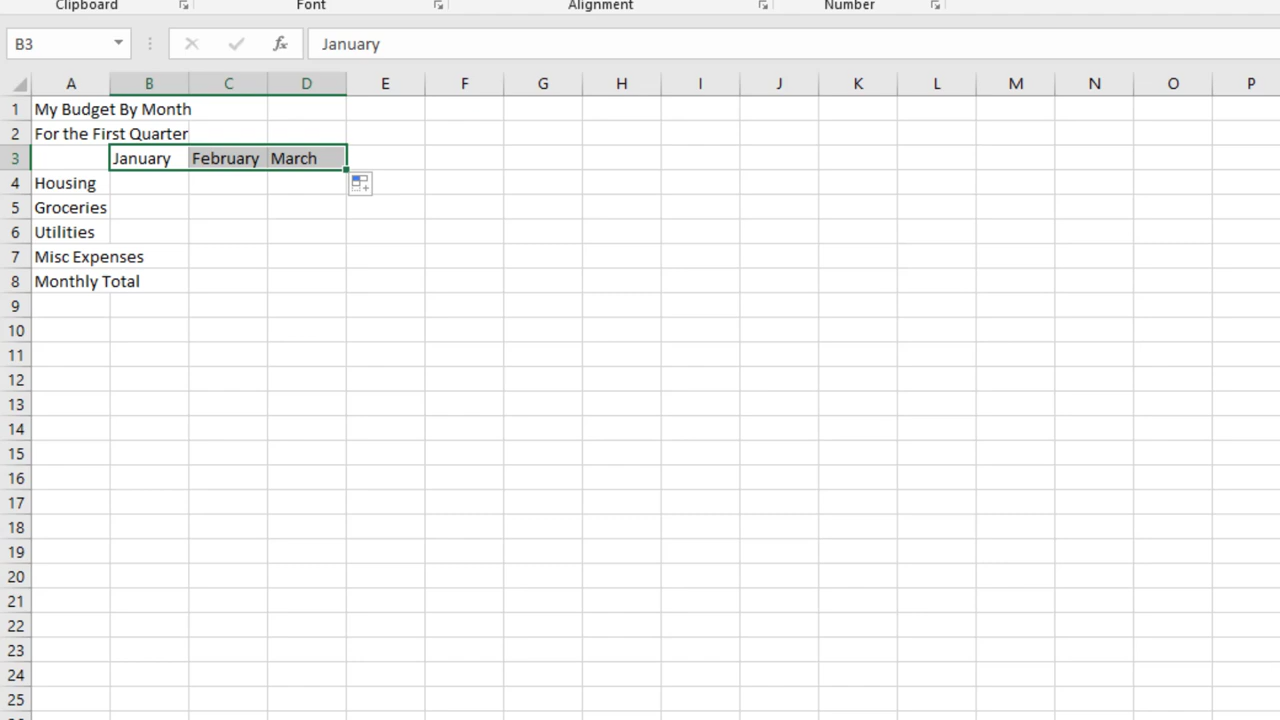 Clipboard Font Alignment Number
B3 fx January
A B C D E F G H I J K L M N O P
1 My Budget By Month
2 For the First Quarter
3 January February March
4 Housing
5 Groceries
6 Utilities
7 Misc Expenses
8 Monthly Total
9
10
11
12
13
14
15
16
17
18
19
20
21
22
23
24
25